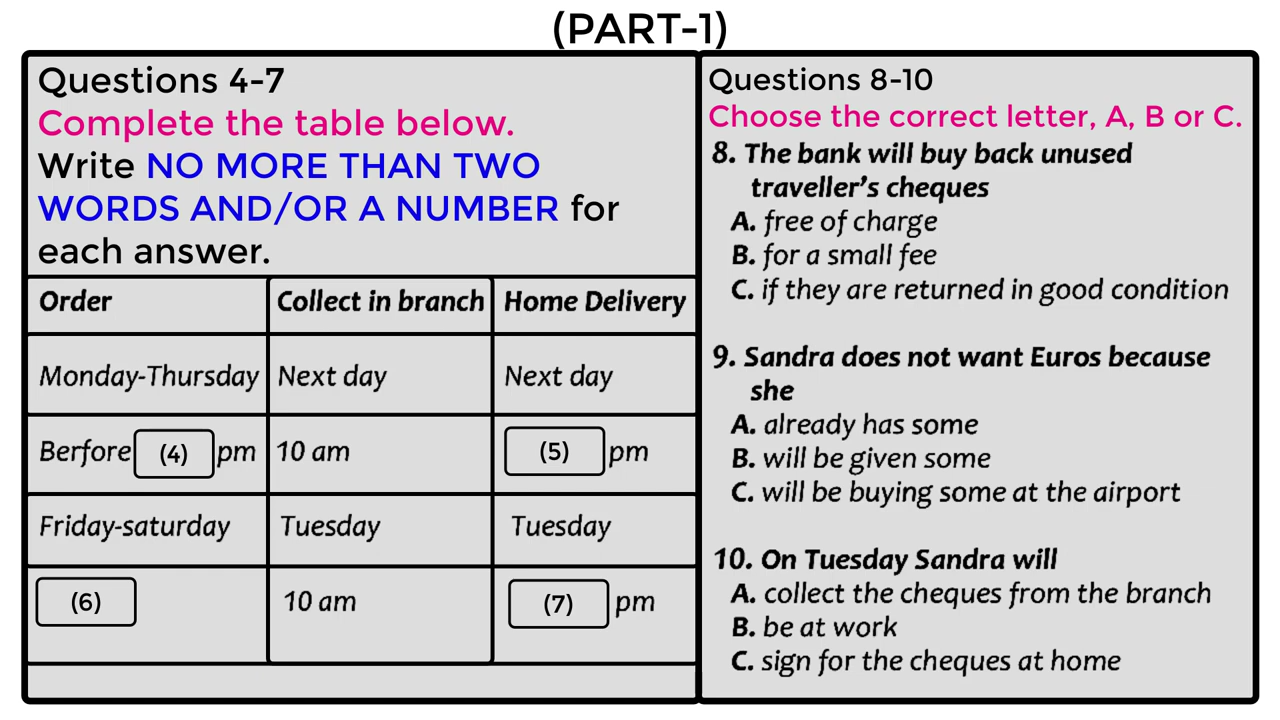 (PART-1)
Questions 4-7
Complete the table below.
Write NO MORE THAN TWO
WORDS AND/OR A NUMBER for
each answer.
Order Collect in branch Home Delivery
Monday-Thursday Next day Next day
Berfore (4) pm 10 am (5) pm
Friday-saturday Tuesday Tuesday
(6) 10 am (7) pm
Questions 8-10
Choose the correct letter, A, B or C.
8. The bank will buy back unused
traveller's cheques
A. free of charge
B. for a small fee
C. if they are returned in good condition
9. Sandra does not want Euros because
she
A. already has some
B. will be given some
C. will be buying some at the airport
10. On Tuesday Sandra will
A. collect the cheques from the branch
B. be at work
C. sign for the cheques at home